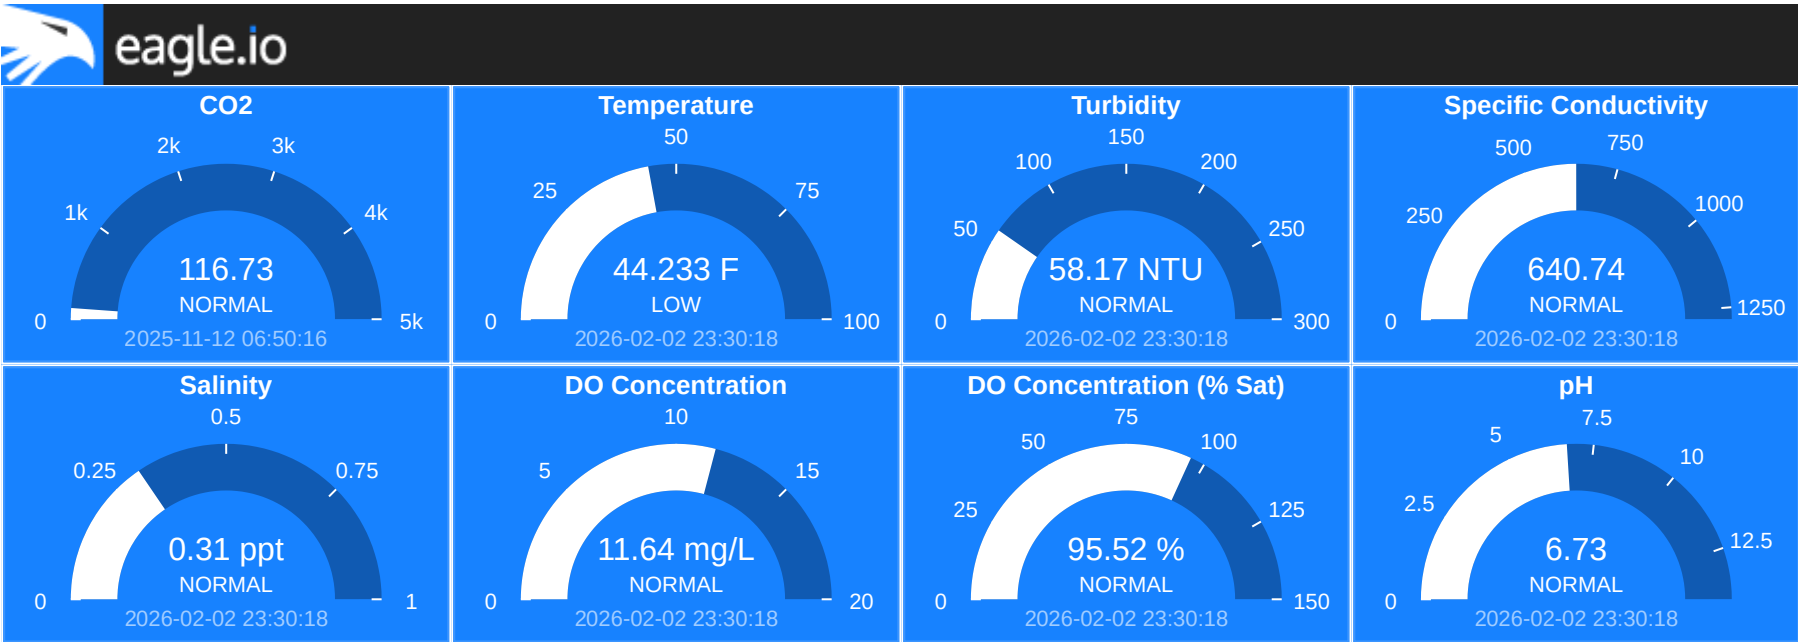 eagle.io
CO2
0
1k
2k
3k
4k
5k
116.73
NORMAL
2025-11-12 06:50:16
Temperature
0
25
50
75
100
44.233 F
LOW
2026-02-02 23:30:18
Turbidity
0
50
100
150
200
250
300
58.17 NTU
NORMAL
2026-02-02 23:30:18
Specific Conductivity
0
250
500
750
1000
1250
640.74
NORMAL
2026-02-02 23:30:18
Salinity
0
0.25
0.5
0.75
1
0.31 ppt
NORMAL
2026-02-02 23:30:18
DO Concentration
0
5
10
15
20
11.64 mg/L
NORMAL
2026-02-02 23:30:18
DO Concentration (% Sat)
0
25
50
75
100
125
150
95.52 %
NORMAL
2026-02-02 23:30:18
pH
0
2.5
5
7.5
10
12.5
6.73
NORMAL
2026-02-02 23:30:18